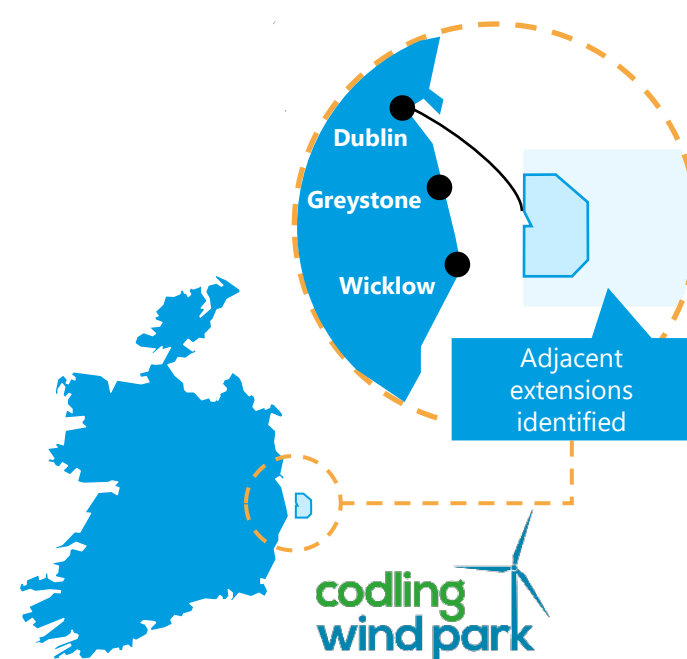 Dublin
Greystone
Wicklow
Adjacent
extensions
identified
codling
wind park